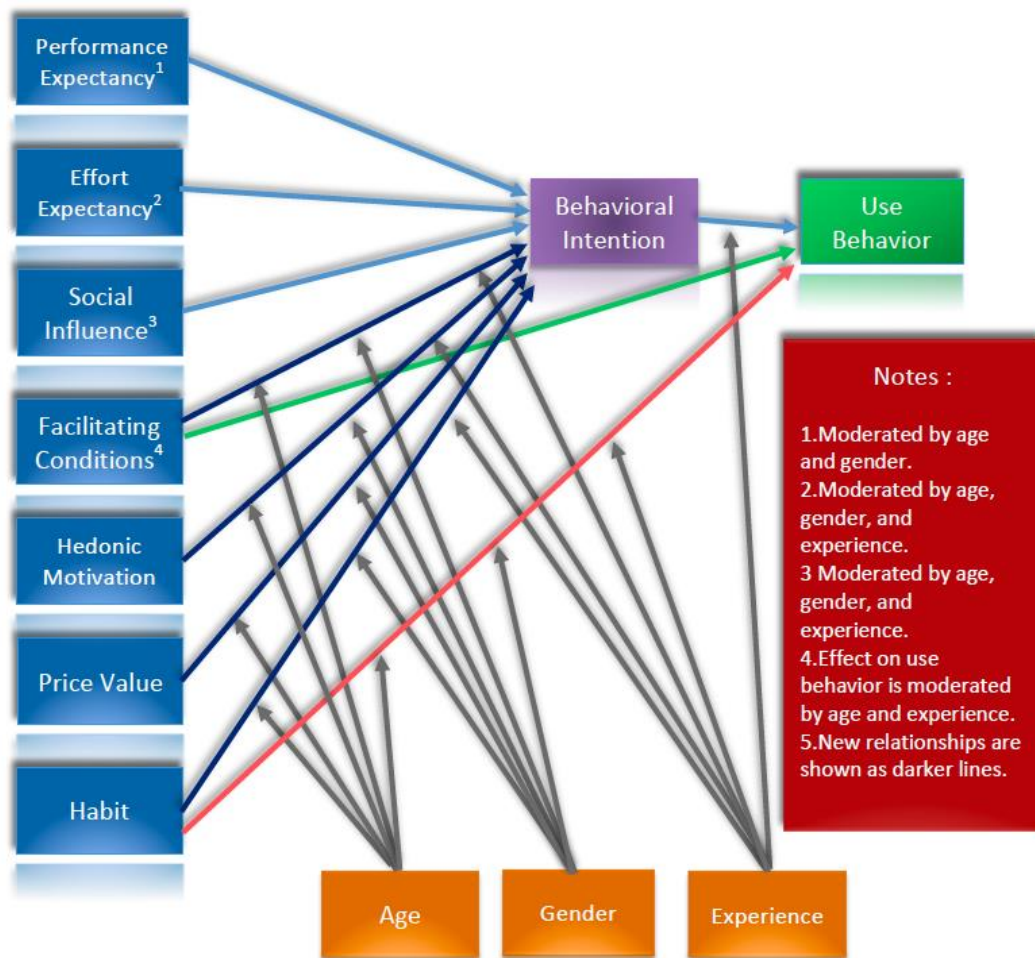 Performance
Expectancy1
Effort
Expectancy2
Social
Influence3
Facilitating
Conditions4
Hedonic
Motivation
Price Value
Habit
Behavioral
Intention
Use
Behavior
Notes :
1.Moderated by age
and gender.
2.Moderated by age,
gender, and
experience.
3 Moderated by age,
gender, and
experience.
4.Effect on use
behavior is moderated
by age and experience.
5.New relationships are
shown as darker lines.
Age
Gender
Experience